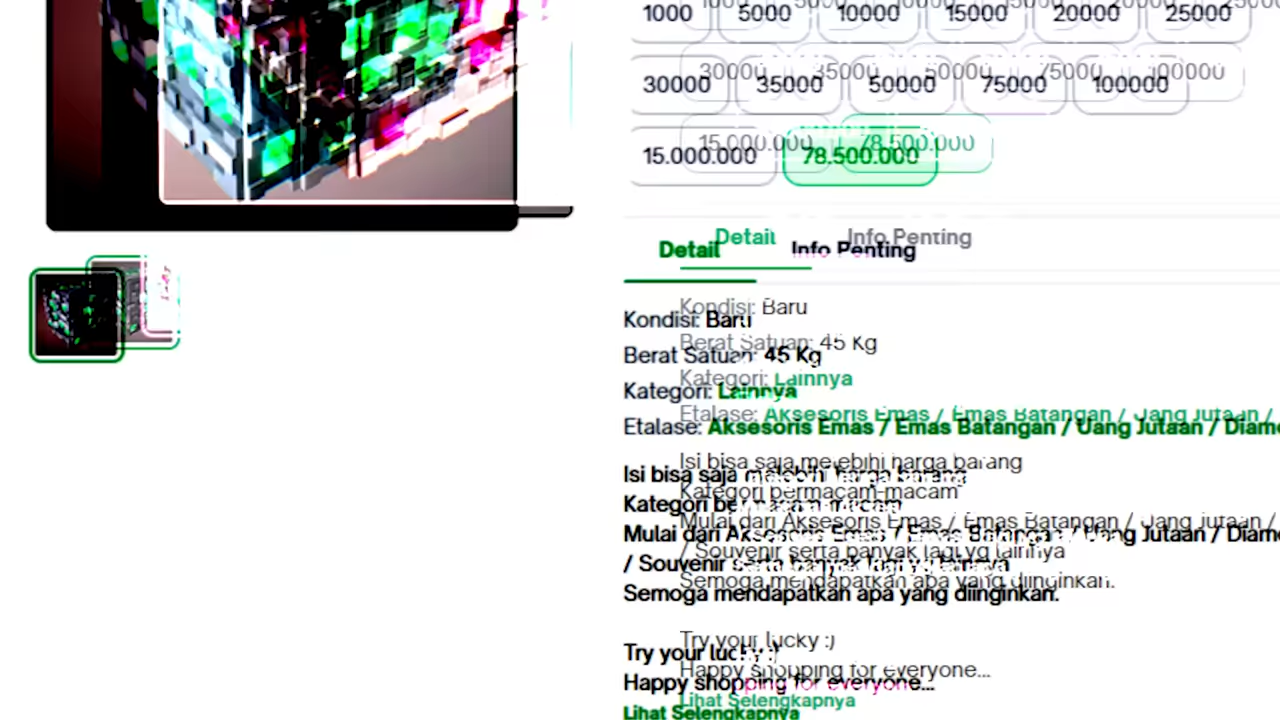 1000 5000 10000 15000 20000 25000
30000 35000 50000 75000 100000
15.000.000 78.500.000
Detail Info Penting
Kondisi: Baru
Berat Satuan: 45 Kg
Kategori: Lainnya
Etalase: Aksesoris Emas / Emas Batangan / Uang Jutaan / Diamo
Isi bisa saja melebihi harga barang
Kategori bermacam-macam
Mulai dari Aksesoris Emas / Emas Batangan / Uang Jutaan / Diam
/ Souvenir serta banyak lagi yg lainnya
Semoga mendapatkan apa yang diinginkan.
Try your lucky :)
Happy shopping for everyone...
Lihat Selengkapnya